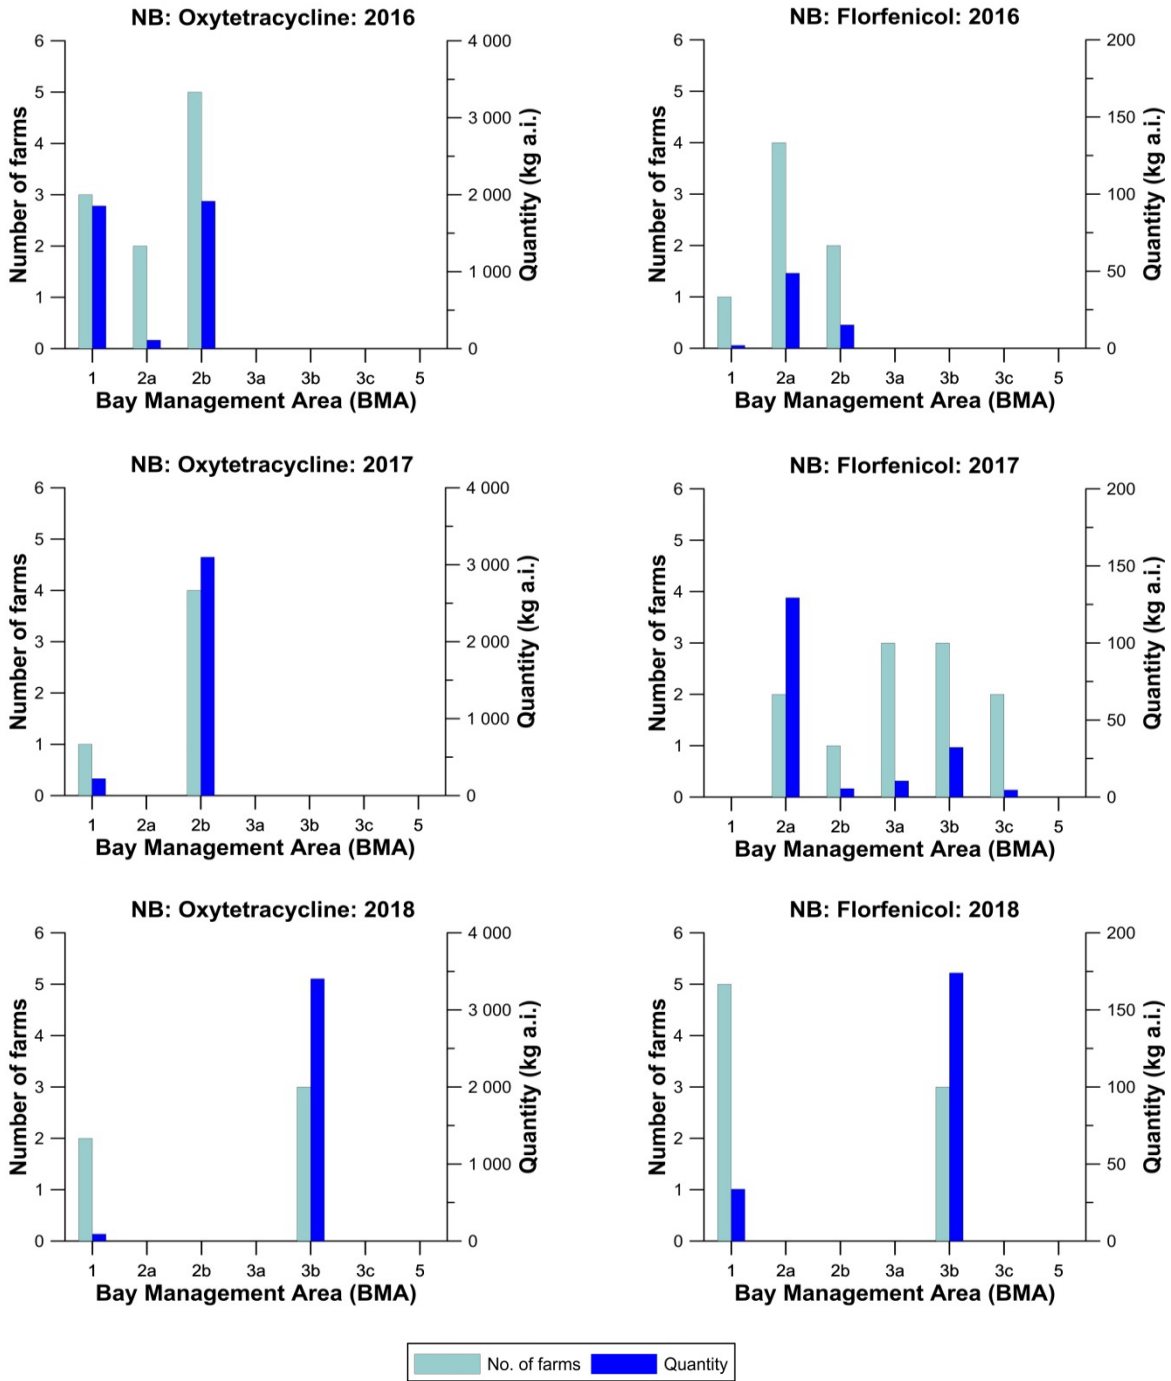 NB: Oxytetracycline: 2016
Number of farms
6
5
4
3
2
1
0
4 000
3 000
2 000
1 000
0
Quantity (kg a.i.)
1 2a 2b 3a 3b 3c 5
Bay Management Area (BMA)
NB: Florfenicol: 2016
Number of farms
6
5
4
3
2
1
0
200
150
100
50
0
Quantity (kg a.i.)
1 2a 2b 3a 3b 3c 5
Bay Management Area (BMA)
NB: Oxytetracycline: 2017
Number of farms
6
5
4
3
2
1
0
4 000
3 000
2 000
1 000
0
Quantity (kg a.i.)
1 2a 2b 3a 3b 3c 5
Bay Management Area (BMA)
NB: Florfenicol: 2017
Number of farms
6
5
4
3
2
1
0
200
150
100
50
0
Quantity (kg a.i.)
1 2a 2b 3a 3b 3c 5
Bay Management Area (BMA)
NB: Oxytetracycline: 2018
Number of farms
6
5
4
3
2
1
0
4 000
3 000
2 000
1 000
0
Quantity (kg a.i.)
1 2a 2b 3a 3b 3c 5
Bay Management Area (BMA)
NB: Florfenicol: 2018
Number of farms
6
5
4
3
2
1
0
200
150
100
50
0
Quantity (kg a.i.)
1 2a 2b 3a 3b 3c 5
Bay Management Area (BMA)
No. of farms Quantity